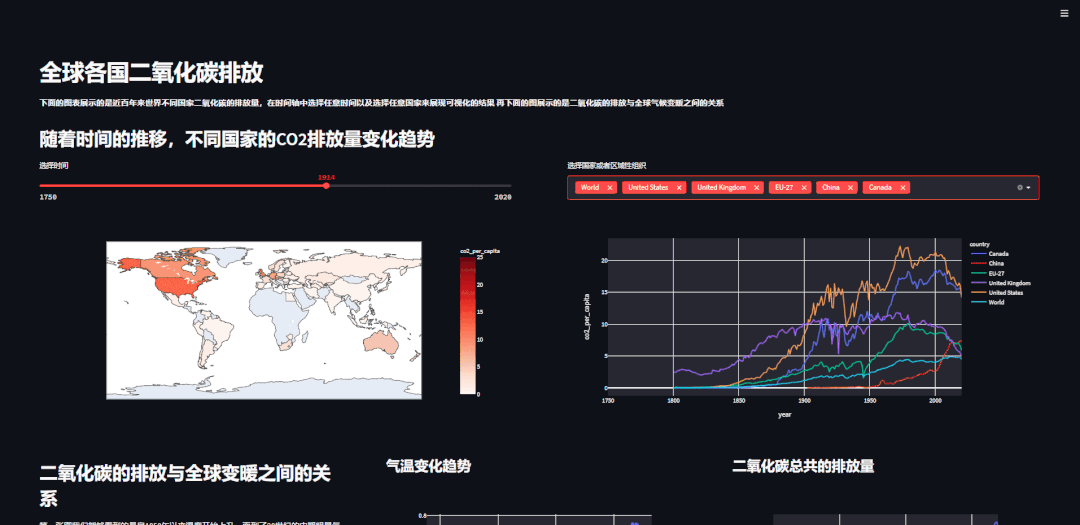 全球各国二氧化碳排放
下面的图表展示的是近百年来世界不同国家二氧化碳的排放量，在时间轴中选择任意时间以及选择任意国家来展现可视化的结果 再下面的图展示的是二氧化碳的排放与全球气候变暖之间的关系
随着时间的推移，不同国家的CO2排放量变化趋势
选择时间
1914
1750 2020
选择国家或者区域性组织
World × United States × United Kingdom × EU-27 × China × Canada ×
co2_per_capita
25
20
15
10
5
0
co2_per_capita
20
15
10
5
0
1750 1800 1850 1900 1950 2000
year
country
Canada
China
EU-27
United Kingdom
United States
World
二氧化碳的排放与全球变暖之间的关
系
气温变化趋势
0.8
二氧化碳总共的排放量